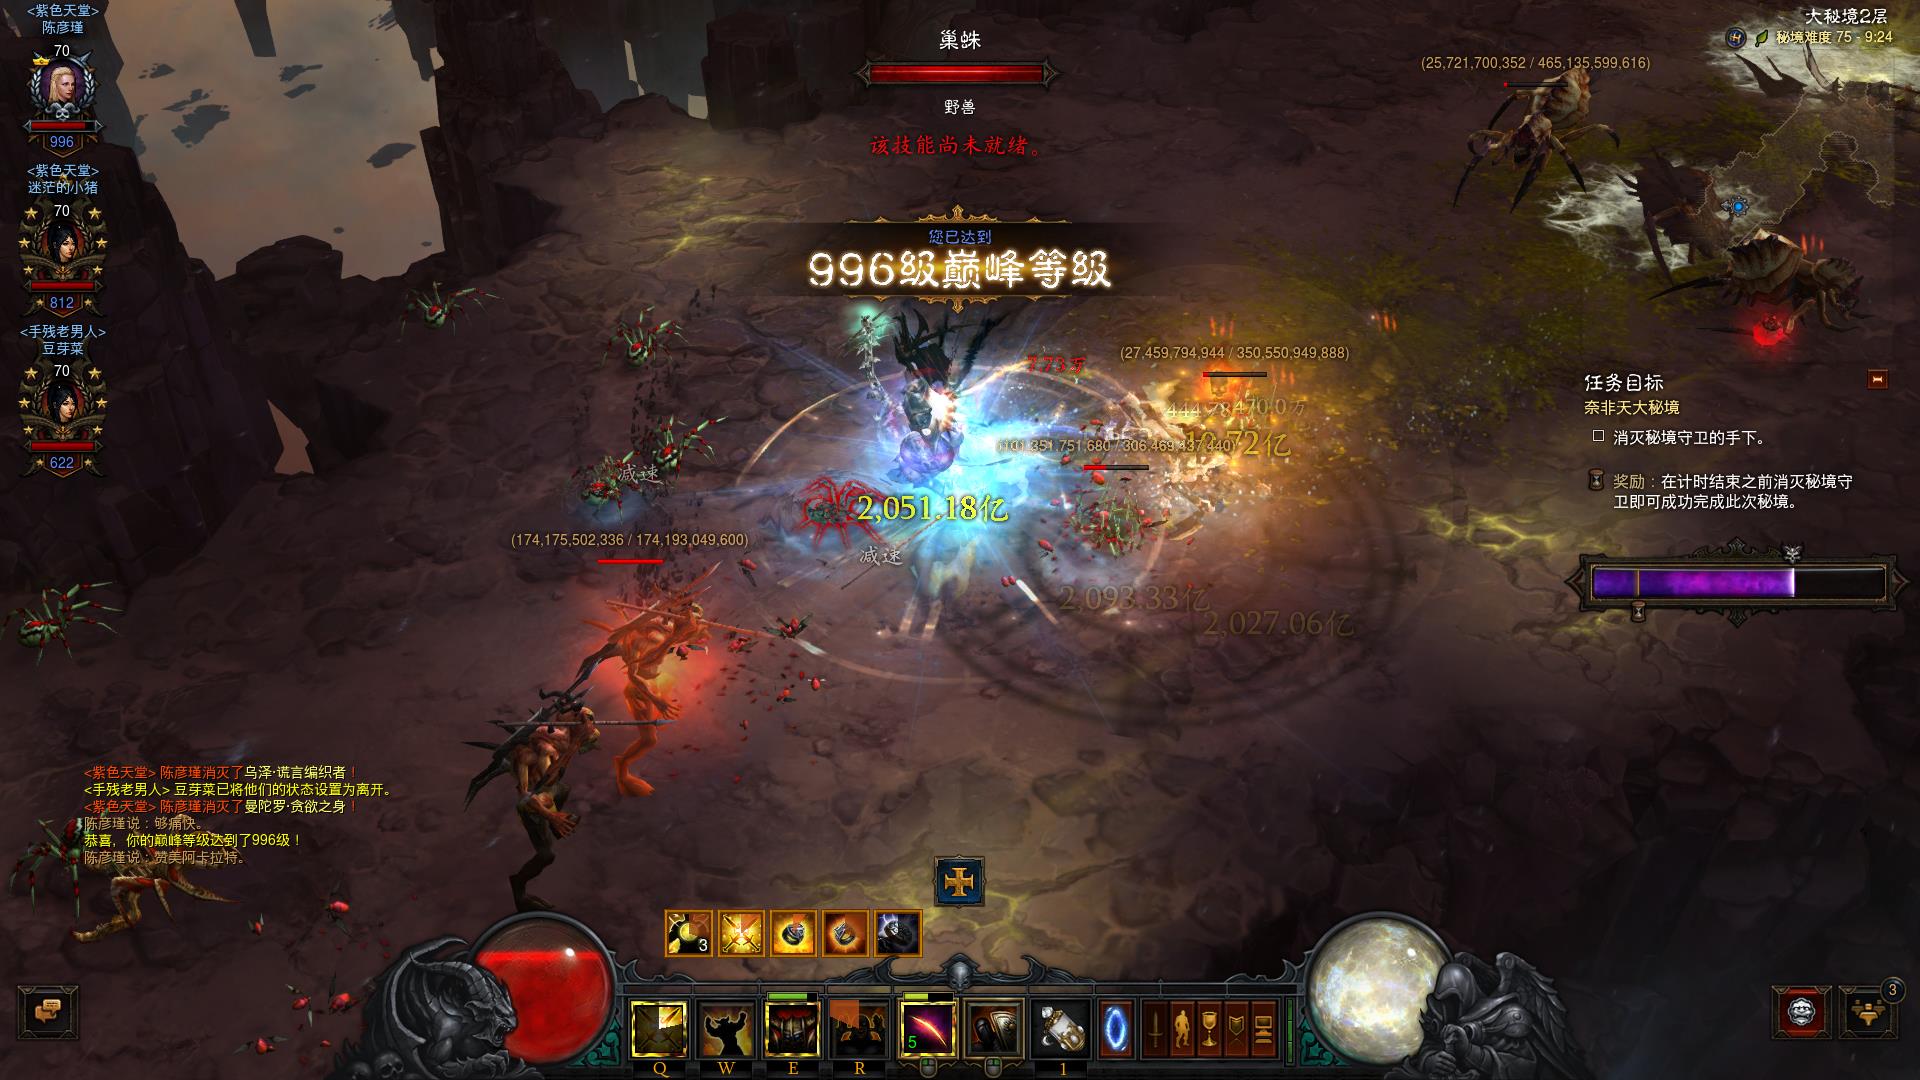 <紫色天堂>
陈彦瑾
70
996
<紫色天堂>
迷茫的小猪
70
812
<手残老男人>
豆芽菜
70
622
巢蛛
野兽
该技能尚未就绪。
您已达到
996级巅峰等级
大秘境2层
秘境难度 75 - 9:24
(25,721,700,352 / 465,135,599,616)
(27,459,794,944 / 350,550,949,888)
减速
2,051.18亿
减速
(174,175,502,336 / 174,193,049,600)
2,093.33亿
2,027.06亿
任务目标
奈非天大秘境
消灭秘境守卫的手下。
奖励：在计时结束之前消灭秘境守
卫即可成功完成此次秘境。
<紫色天堂> 陈彦瑾消灭了乌泽·谎言编织者！
<手残老男人> 豆芽菜已将他们的状态设置为离开。
<紫色天堂> 陈彦瑾消灭了曼陀罗·贪欲之身！
陈彦瑾说：够痛快。
恭喜，你的巅峰等级达到了996级！
陈彦瑾说：赞美阿卡拉特。
3
5
Q W E R 1
3